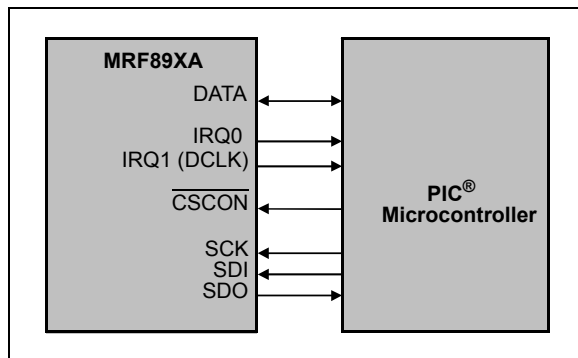 MRF89XA
DATA
IRQ0
IRQ1 (DCLK)
CSCON
SCK
SDI
SDO
PIC®
Microcontroller